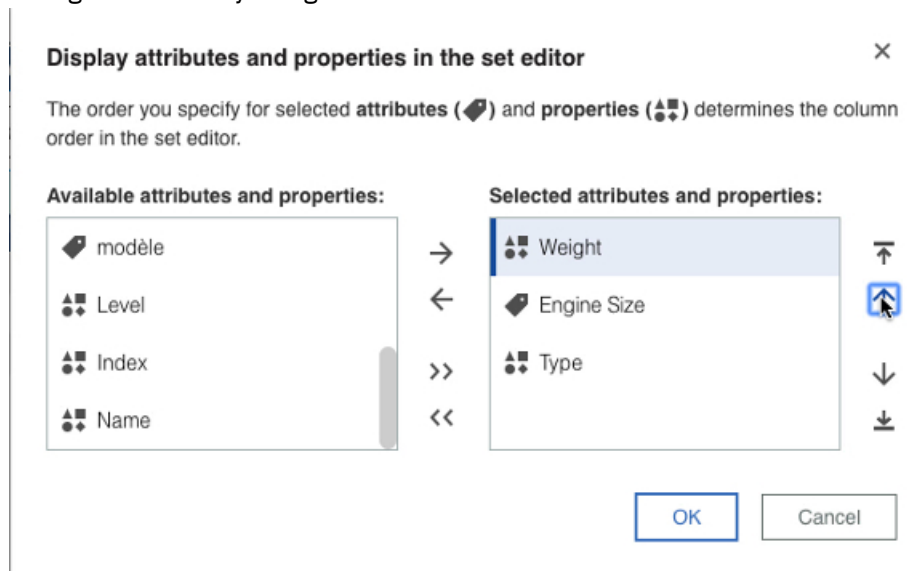 Display attributes and properties in the set editor
The order you specify for selected attributes () and properties () determines the column
order in the set editor.
Available attributes and properties:
modèle
Level
Index
Name
Selected attributes and properties:
Weight
Engine Size
Type
OK
Cancel